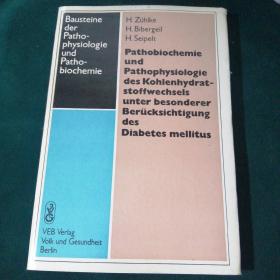 Bausteine
der
Patho-
physiologie
und
Patho-
biochemie
H. Zühlke
H. Bibergeil
H. Seipelt
Pathobiochemie
und
Pathophysiologie
des Kohlenhydrat-
stoffwechsels
unter besonderer
Berücksichtigung
des
Diabetes mellitus
VEB Verlag
Volk und Gesundheit
Berlin